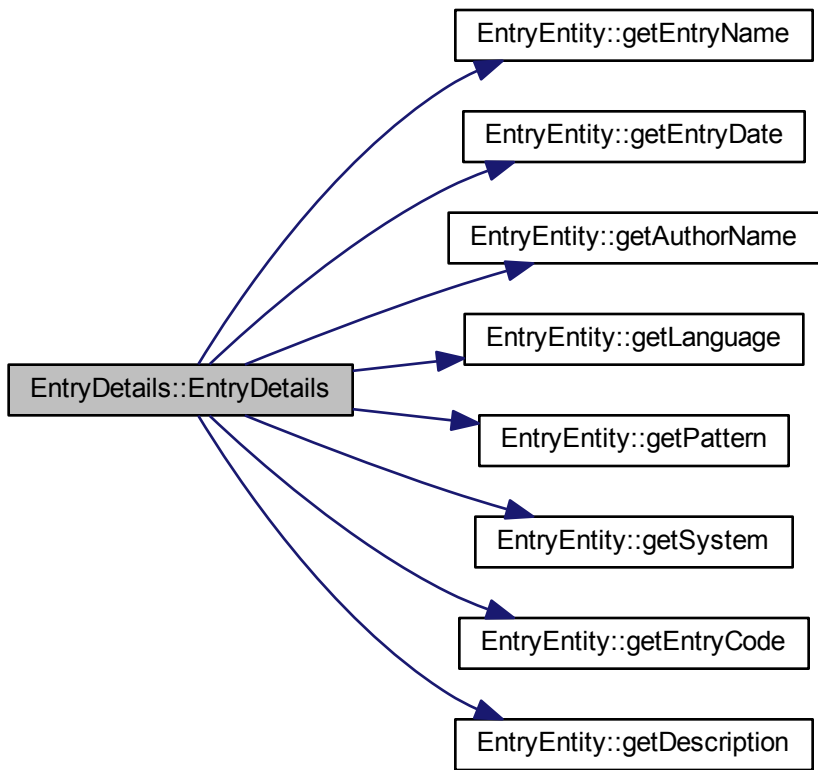 EntryEntity::getEntryName
EntryEntity::getEntryDate
EntryEntity::getAuthorName
EntryEntity::getLanguage
EntryDetails::EntryDetails
EntryEntity::getPattern
EntryEntity::getSystem
EntryEntity::getEntryCode
EntryEntity::getDescription